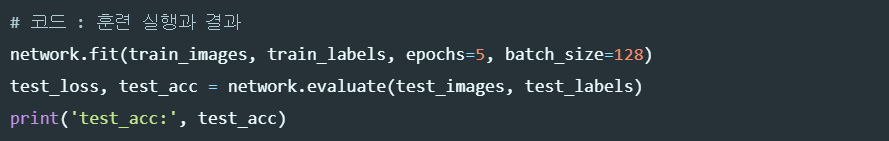 # 코드 : 훈련 실행과 결과
network.fit(train_images, train_labels, epochs=5, batch_size=128)
test_loss, test_acc = network.evaluate(test_images, test_labels)
print('test_acc:', test_acc)